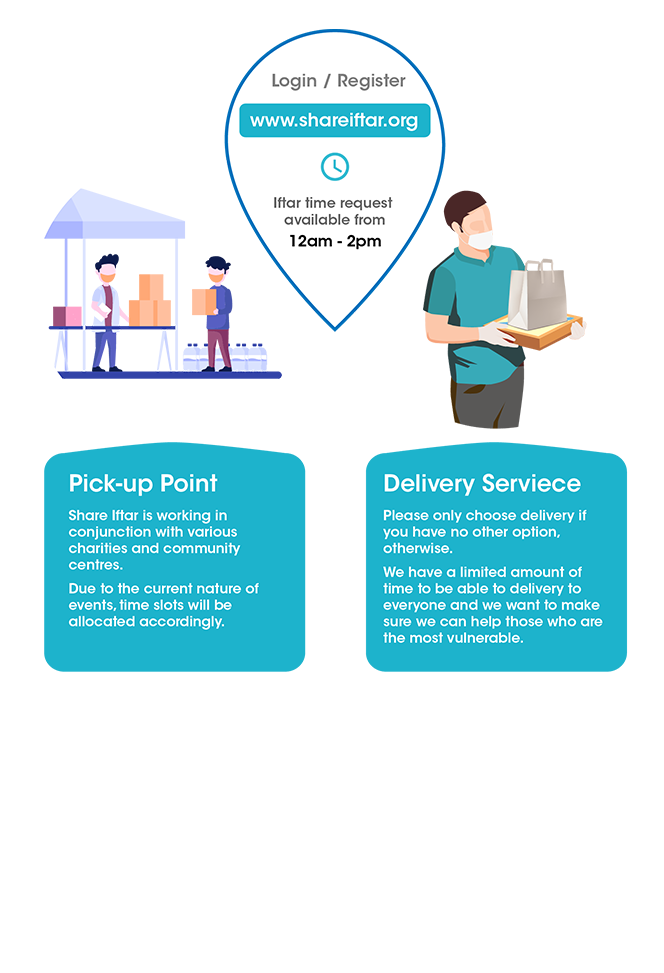 Login / Register
www.shareiftar.org
Iftar time request
available from
12am - 2pm
Pick-up Point
Share Iftar is working in
conjunction with various
charities and community
centres.
Due to the current nature of
events, time slots will be
allocated accordingly.
Delivery Serviece
Please only choose delivery if
you have no other option,
otherwise.
We have a limited amount of
time to be able to delivery to
everyone and we want to make
sure we can help those who are
the most vulnerable.